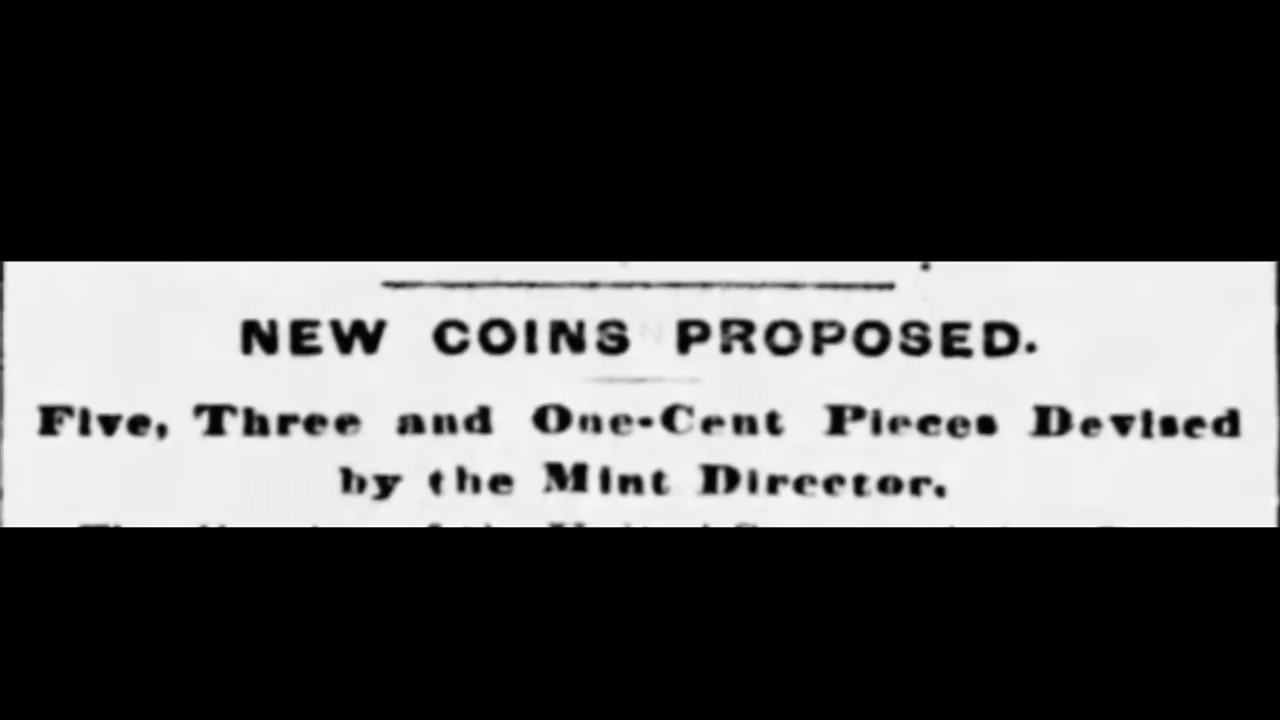 NEW COINS PROPOSED.
Five, Three and One-Cent Pieces Devised
by the Mint Director.